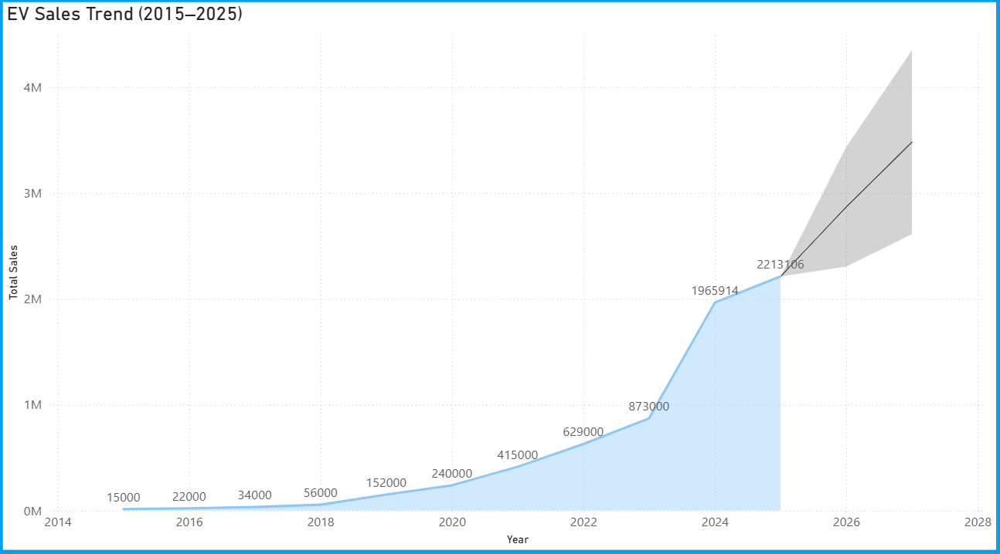 EV Sales Trend (2015–2025)
4M
3M
2M
1M
0M
Total Sales
15000
22000
34000
56000
152000
240000
415000
629000
873000
1965914
2213106
2014 2016 2018 2020 2022 2024 2026 2028
Year